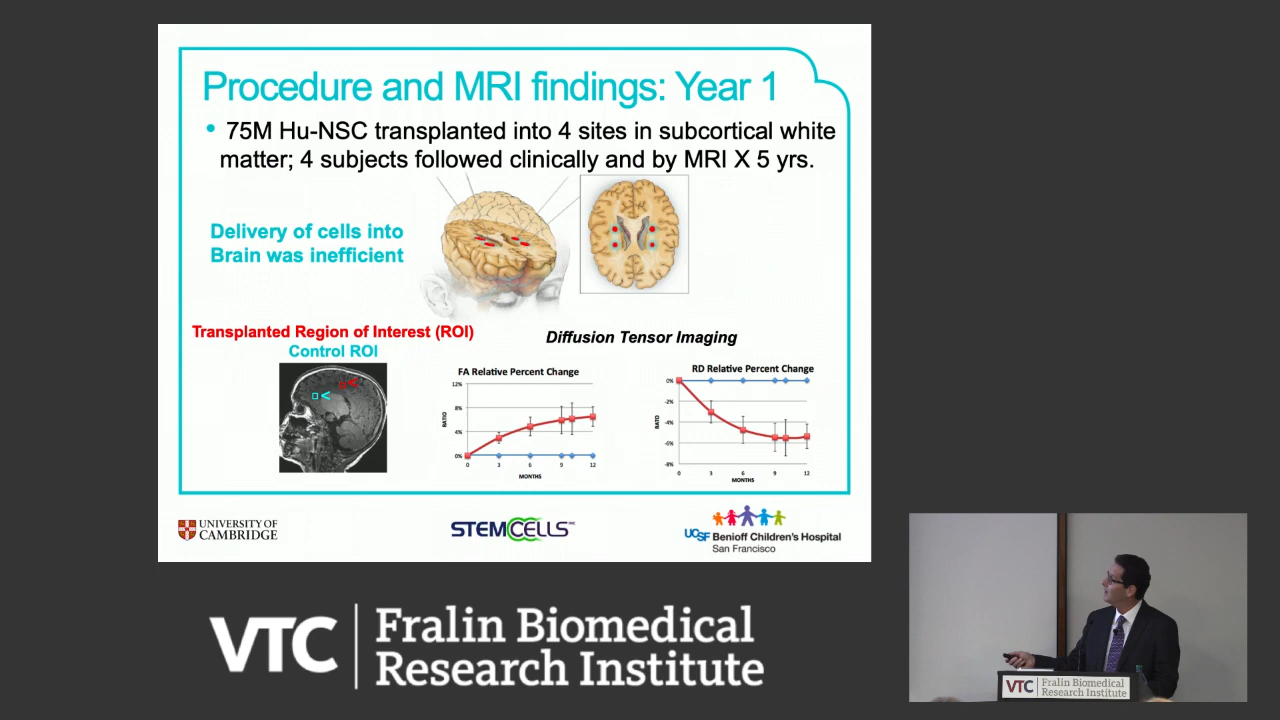 Procedure and MRI findings: Year 1
• 75M Hu-NSC transplanted into 4 sites in subcortical white
matter; 4 subjects followed clinically and by MRI X 5 yrs.
Delivery of cells into
Brain was inefficient
Transplanted Region of Interest (ROI)
Control ROI
Diffusion Tensor Imaging
FA Relative Percent Change
12%
8%
4%
0%
RATIO
0 3 6 9 12
MONTHS
RD Relative Percent Change
0%
-2%
-4%
-6%
-8%
RATIO
0 3 6 9 12
MONTHS
UNIVERSITY OF
CAMBRIDGE
STEMCELLS INC
UCSF Benioff Children's Hospital
San Francisco
VTC Fralin Biomedical
Research Institute
VTC Fralin Biomedical
Research Institute